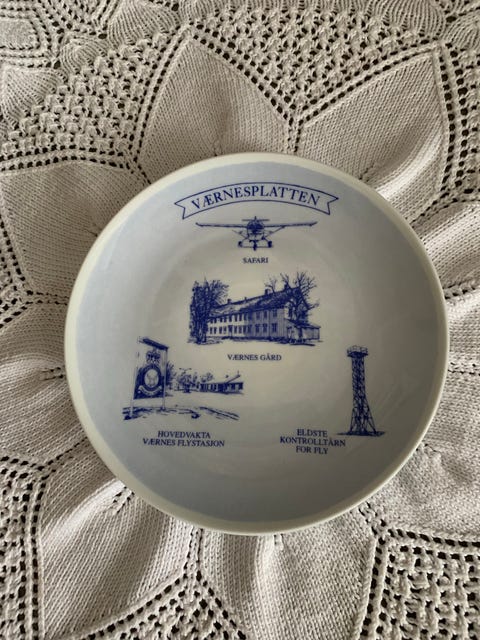 VÆRNESPLATTEN
SAFARI
VÆRNES GÅRD
HOVEDVAKTA
VÆRNES FLYSTASJON
ELDSTE
KONTROLLTÅRN
FOR FLY